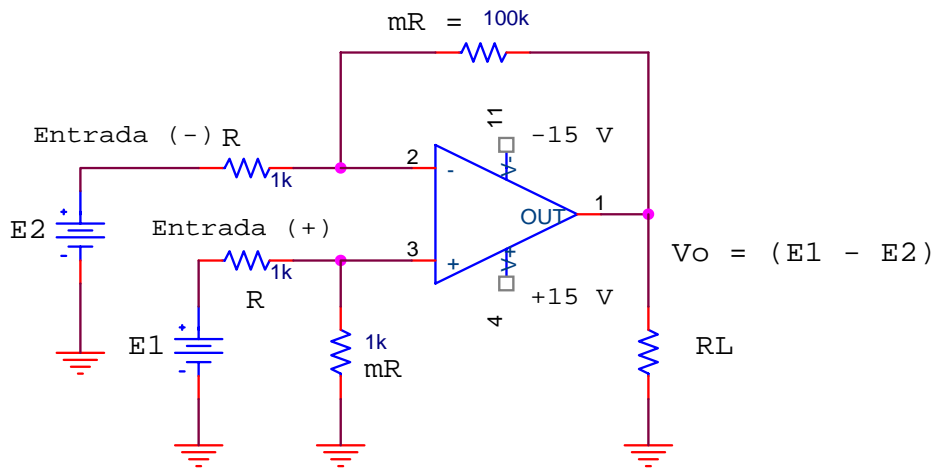 mR = 100k
Entrada (-) R
1k
2
-
11
-15 V
V-
E2
+
-
Entrada (+)
1k
R
3
+
OUT
1
V+
4
+15 V
Vo = (E1 - E2)
E1
+
-
1k
mR
RL